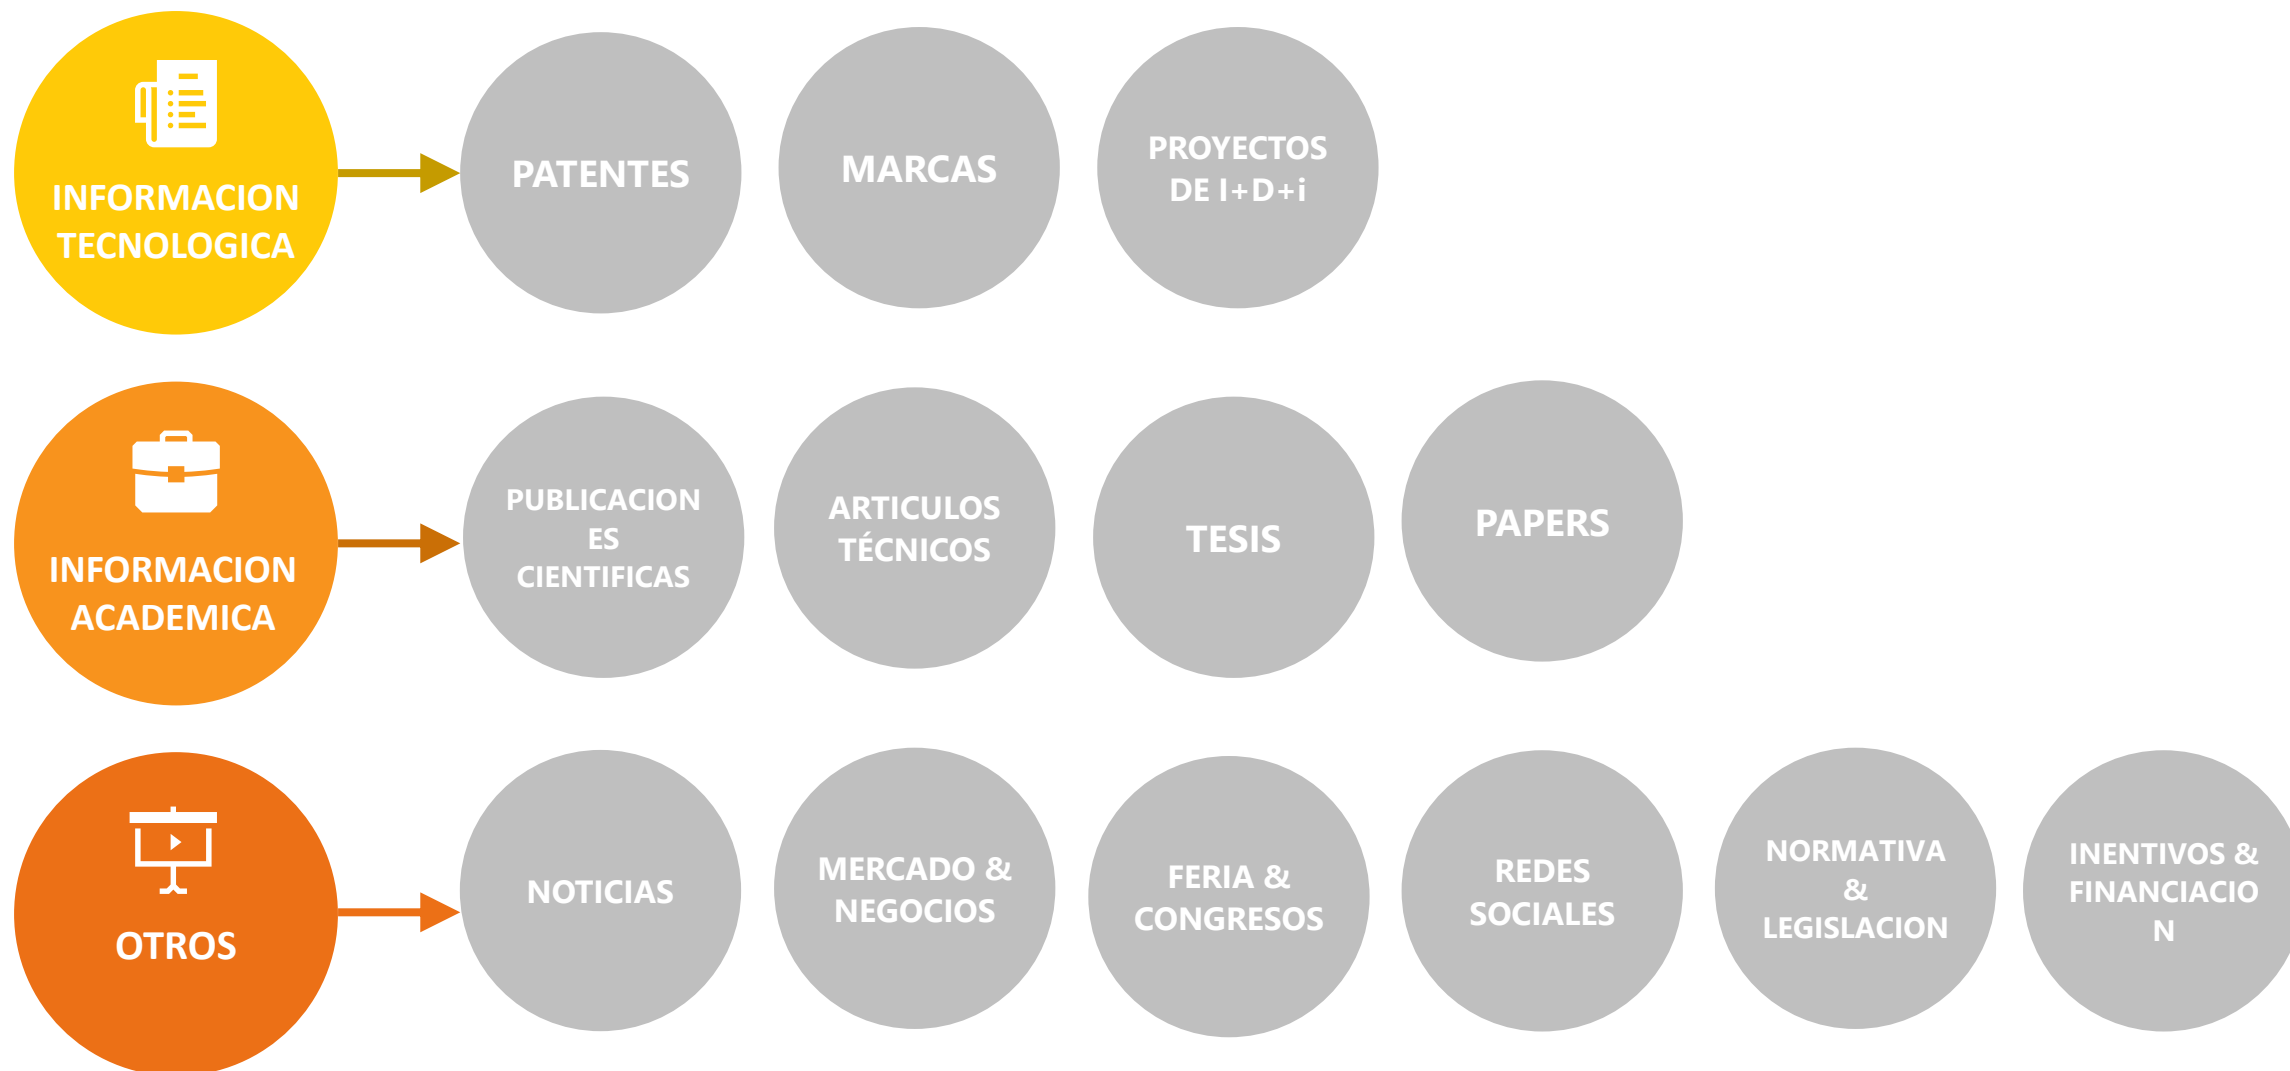 INFORMACION
TECNOLOGICA
PATENTES
MARCAS
PROYECTOS
DE I+D+i
INFORMACION
ACADEMICA
PUBLICACION
ES
CIENTIFICAS
ARTICULOS
TÉCNICOS
TESIS
PAPERS
OTROS
NOTICIAS
MERCADO &
NEGOCIOS
FERIA &
CONGRESOS
REDES
SOCIALES
NORMATIVA
&
LEGISLACION
INENTIVOS &
FINANCIACIO
N